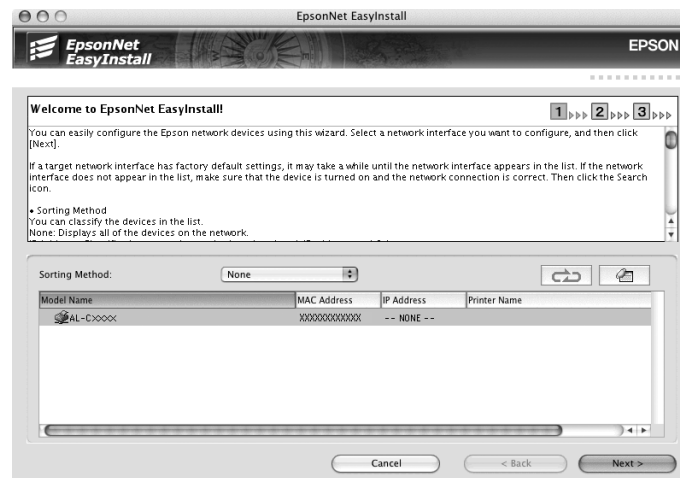 EpsonNet EasyInstall
EpsonNet
EasyInstall
EPSON
Welcome to EpsonNet EasyInstall!
1 2 3
You can easily configure the Epson network devices using this wizard. Select a network interface you want to configure, and then click
[Next].
If a target network interface has factory default settings, it may take a while until the network interface appears in the list. If the network
interface does not appear in the list, make sure that the device is turned on and the network connection is correct. Then click the Search
icon.
• Sorting Method
You can classify the devices in the list.
None: Displays all of the devices on the network.
Sorting Method: None
Model Name MAC Address IP Address Printer Name
AL-CXXXX XXXXXXXXXXXX -- NONE --
Cancel < Back Next >